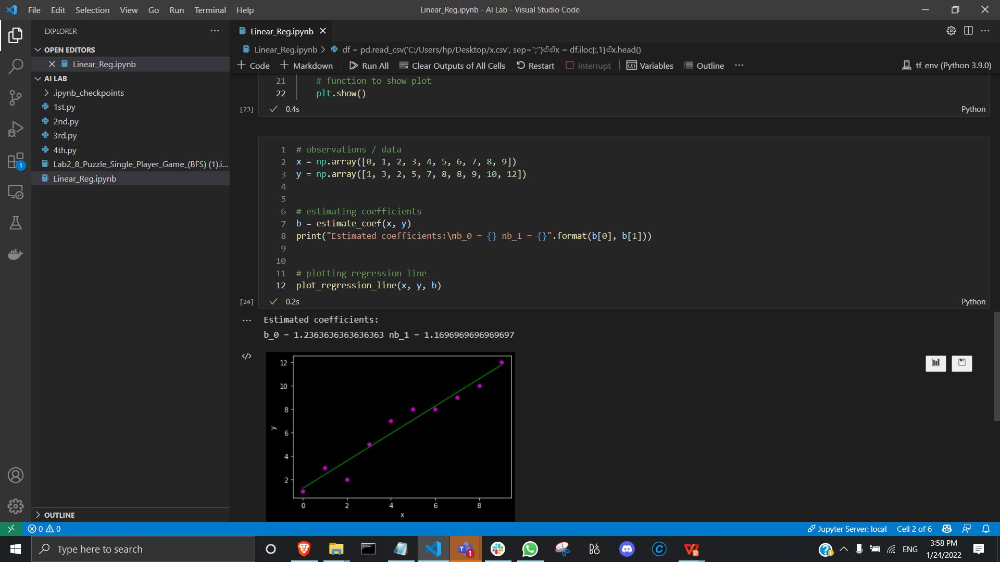 File Edit Selection View Go Run Terminal Help
Linear_Reg.ipynb - AI Lab - Visual Studio Code
EXPLORER
OPEN EDITORS
Linear_Reg.ipynb
AI LAB
.ipynb_checkpoints
1st.py
2nd.py
3rd.py
4th.py
Lab2_8_Puzzle_Single_Player_Game_(BFS) (1).i...
Linear_Reg.ipynb
OUTLINE
Linear_Reg.ipynb
Linear_Reg.ipynb > df = pd.read_csv('C:/Users/hp/Desktop/x.csv', sep=";")⏎⏎x = df.iloc[:,1]⏎x.head()
+ Code + Markdown Run All Clear Outputs of All Cells Restart Interrupt Variables Outline ...
tf_env (Python 3.9.0)
21 # function to show plot
22 plt.show()
[23] 0.4s Python
1 # observations / data
2 x = np.array([0, 1, 2, 3, 4, 5, 6, 7, 8, 9])
3 y = np.array([1, 3, 2, 5, 7, 8, 8, 9, 10, 12])
4
5
6 # estimating coefficients
7 b = estimate_coef(x, y)
8 print("Estimated coefficients:\nb_0 = {} nb_1 = {}".format(b[0], b[1]))
9
10
11 # plotting regression line
12 plot_regression_line(x, y, b)
[24] 0.2s Python
Estimated coefficients:
b_0 = 1.2363636363636363 nb_1 = 1.1696969696969697
12
10
8
6
4
2
y
0 2 4 6 8
x
0 0
Jupyter Server: local Cell 2 of 6
Type here to search
1
1
ENG
3:58 PM
1/24/2022